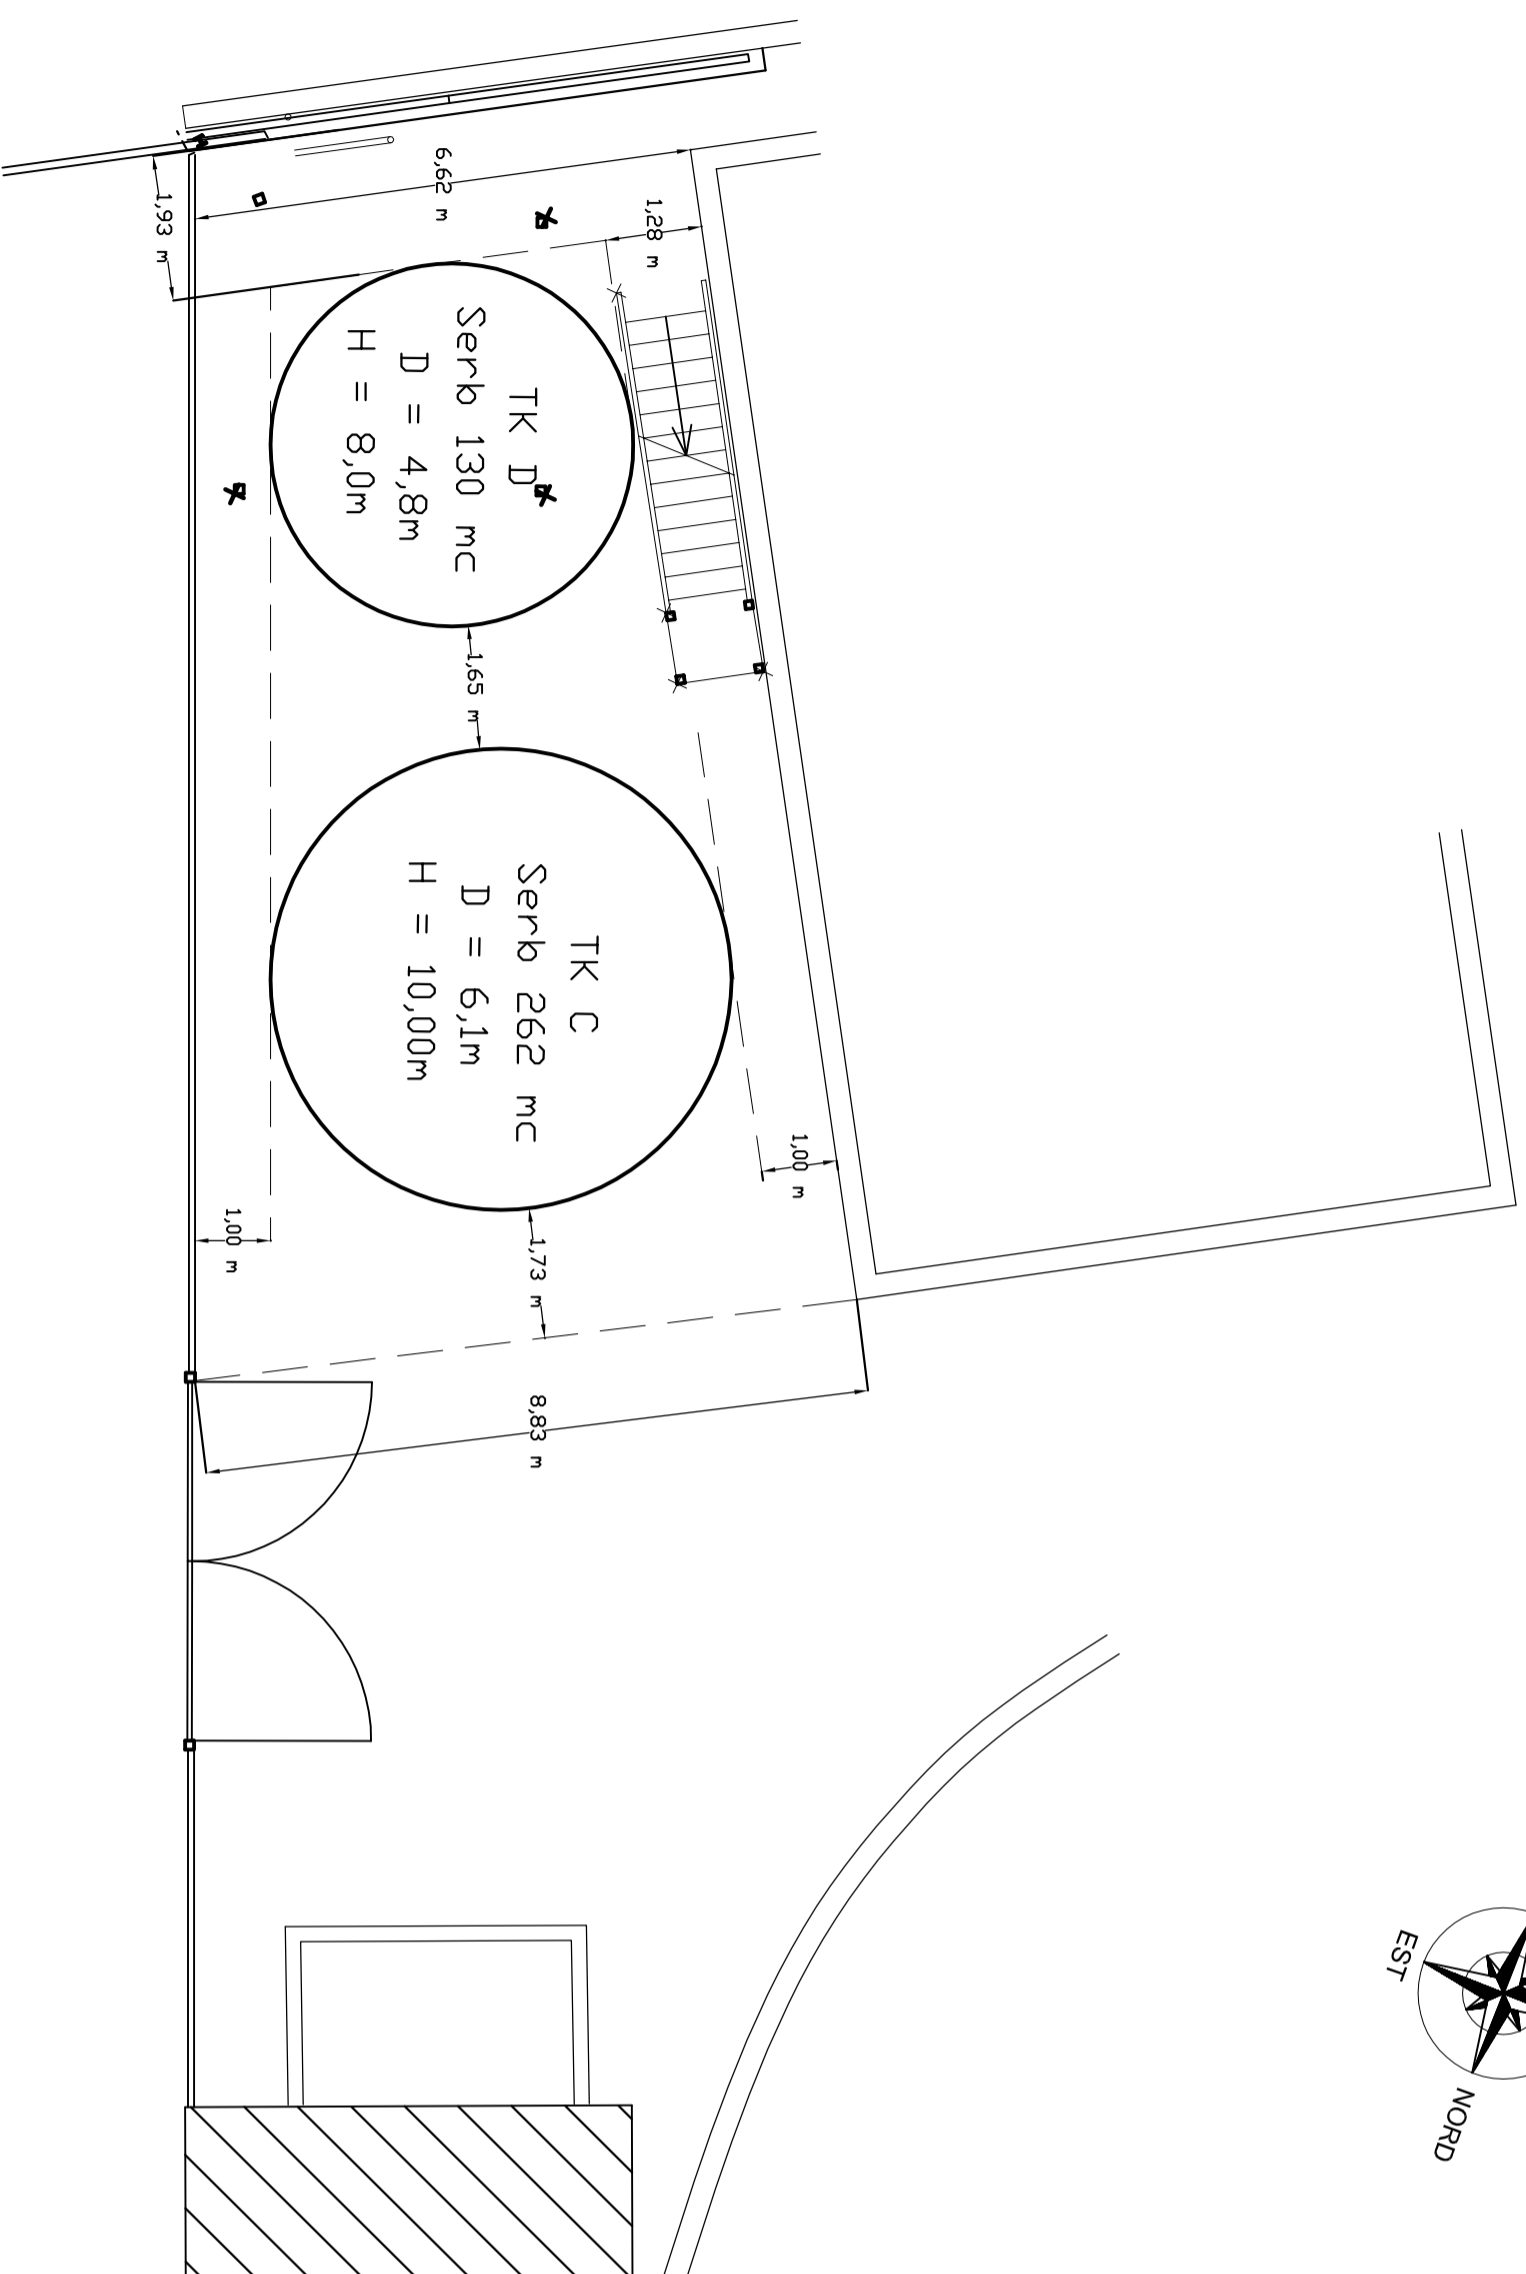 6,62 m
1,28 m
1,93 m
TK D
Serb 130 mc
D = 4,8m
H = 8,0m
1,65 m
TK C
Serb 262 mc
D = 6,1m
H = 10,00m
1,00 m
1,00 m
1,73 m
8,83 m
EST
NORD